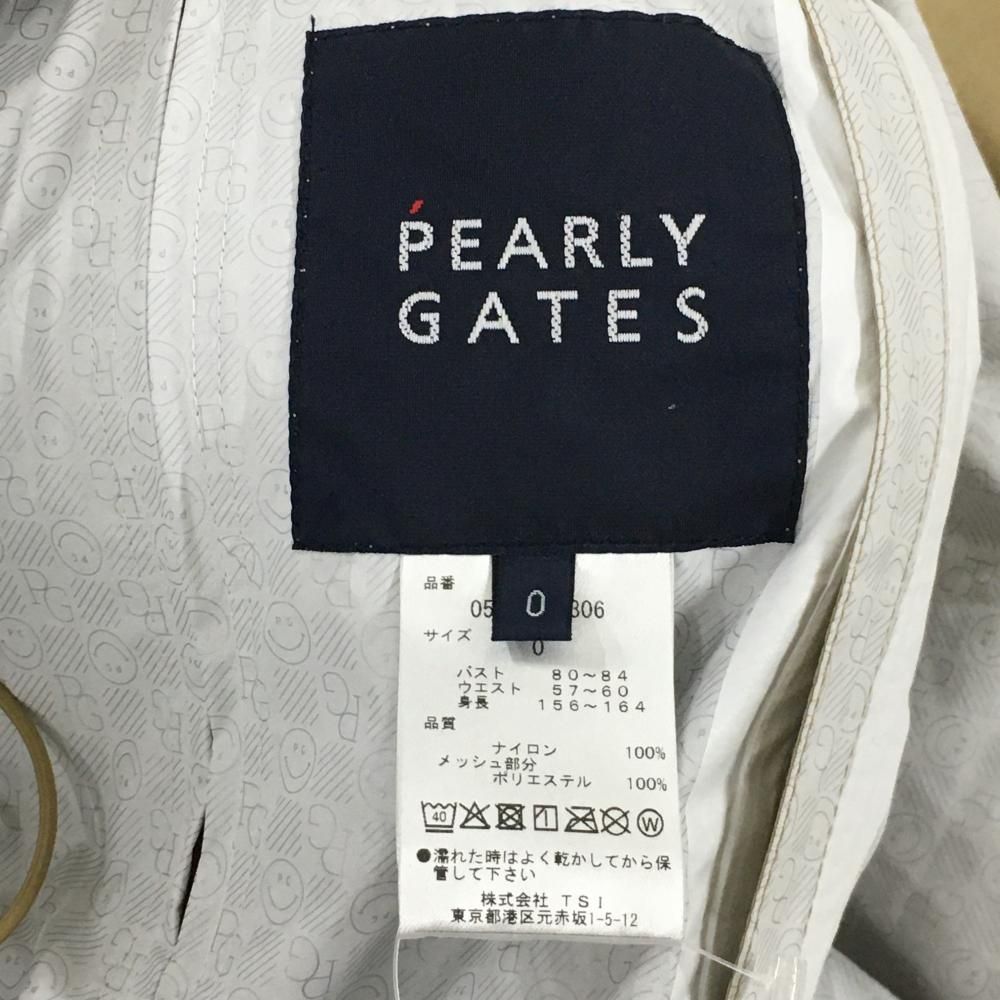 PEARLY
GATES
0
品番
05 306
サイズ
0
バスト 80~84
ウエスト 57~60
身長 156~164
品質
ナイロン 100%
メッシュ部分
ポリエステル 100%
40
W
●濡れた時はよく乾かしてから保
管して下さい
株式会社 TSI
東京都港区元赤坂1-5-12